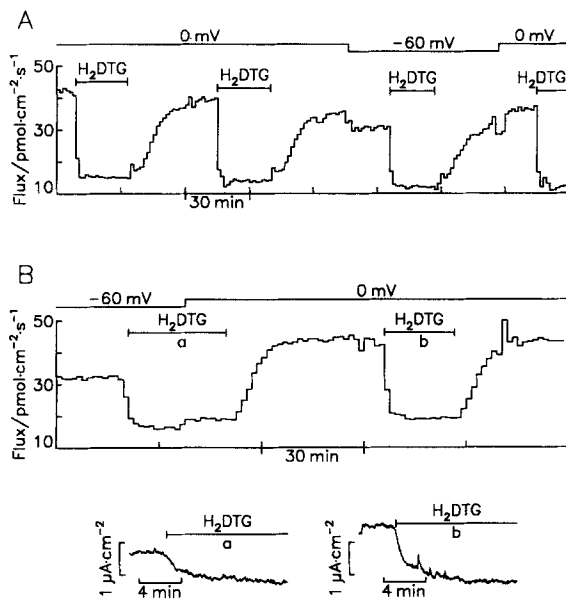 A
0 mV
−60 mV
0 mV
H₂DTG
H₂DTG
H₂DTG
H₂DTG
50
30
10
Flux/pmol·cm⁻²·s⁻¹
30 min
B
−60 mV
0 mV
H₂DTG
a
H₂DTG
b
50
30
10
Flux/pmol·cm⁻²·s⁻¹
30 min
H₂DTG
a
1 μA·cm⁻²
4 min
H₂DTG
b
1 μA·cm⁻²
4 min